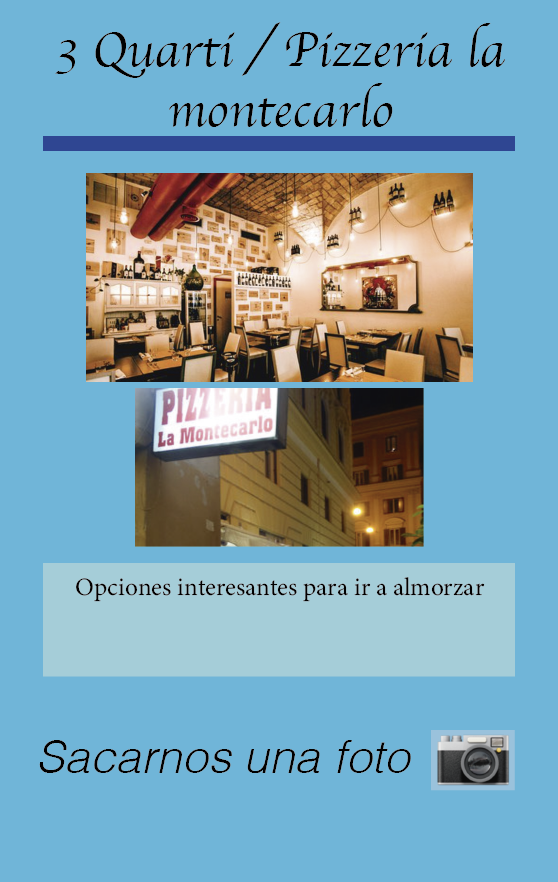 3 Quarti / Pizzeria la
montecarlo
PIZZERIA
La Montecarlo
Opciones interesantes para ir a almorzar
Sacarnos una foto